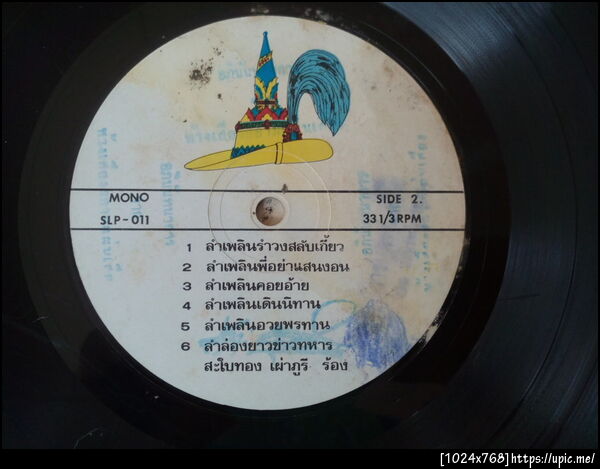 MONO
SLP-011
SIDE 2.
33 1/3 RPM
1 ลำเพลินรำวงสลับเกี้ยว
2 ลำเพลินพี่อย่าแสนงอน
3 ลำเพลินคอยอ้าย
4 ลำเพลินเดินนิทาน
5 ลำเพลินอวยพรทาน
6 ลำล่องยาวข่าวทหาร
สะใบทอง เผ่าภูรี ร้อง
[1024x768]https://upic.me/